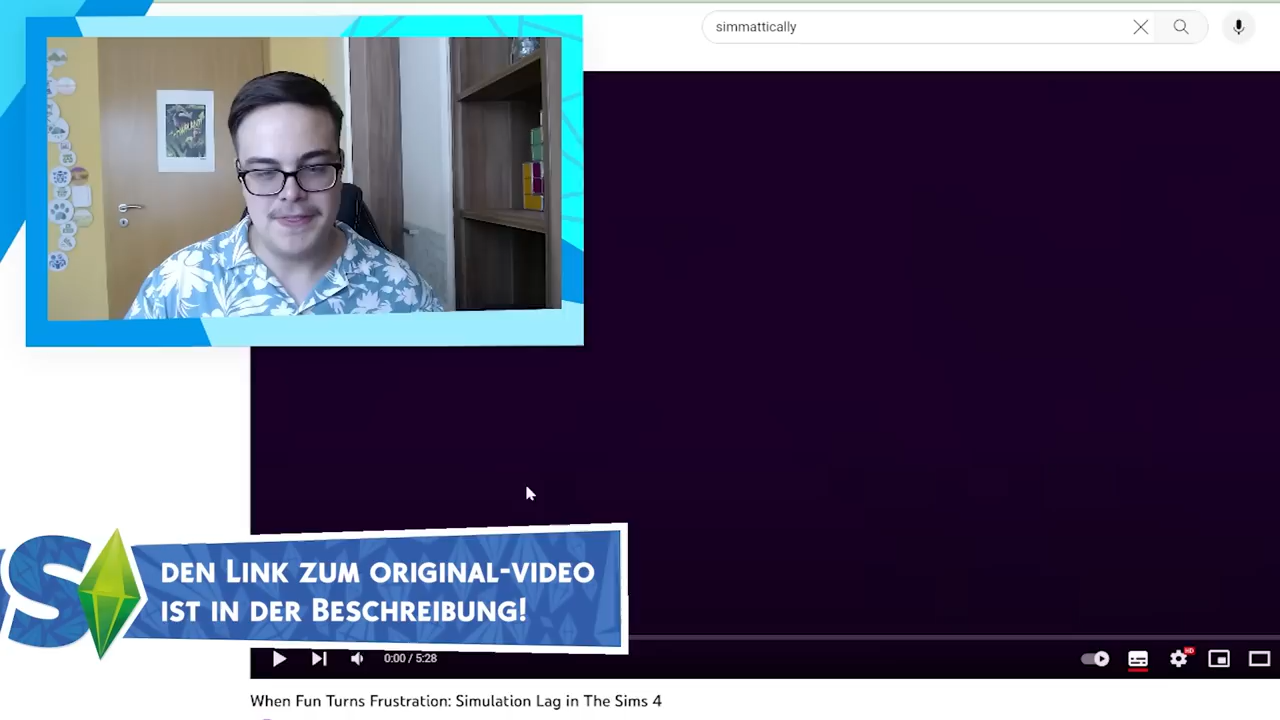 simmattically
DEN LINK ZUM ORIGINAL-VIDEO
IST IN DER BESCHREIBUNG!
S
0:00 / 5:28
HD
When Fun Turns Frustration: Simulation Lag in The Sims 4